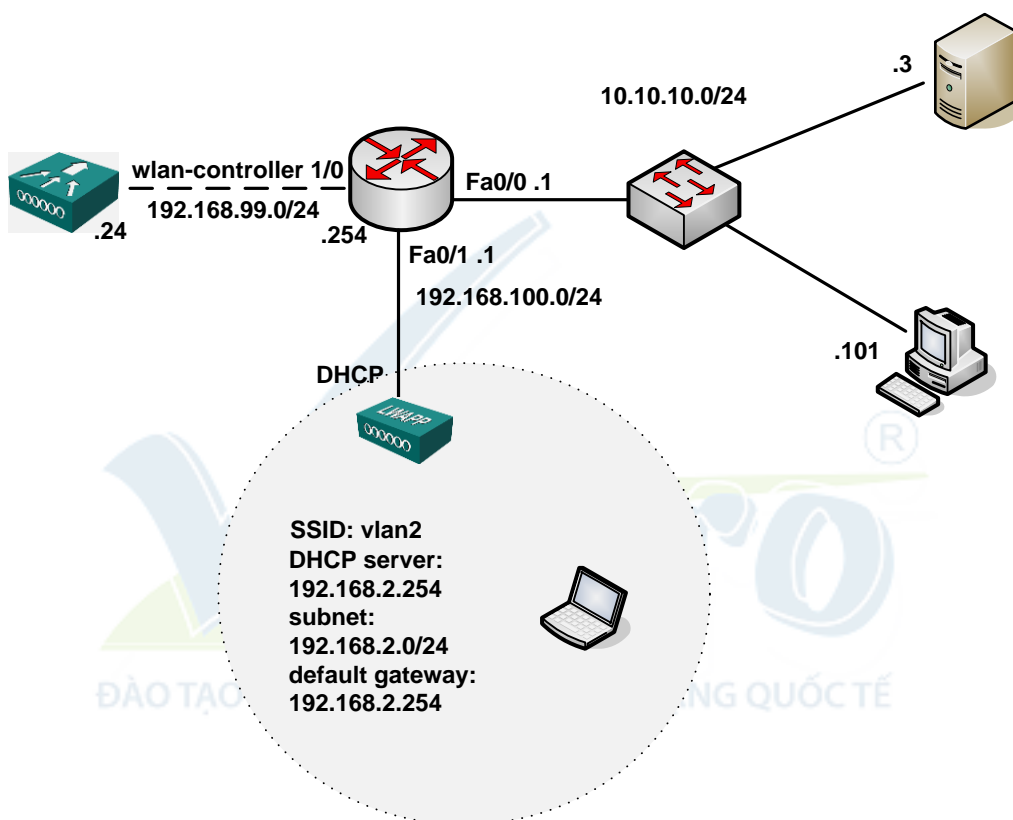 .3
10.10.10.0/24
wlan-controller 1/0
192.168.99.0/24
.24
.254
Fa0/0 .1
Fa0/1 .1
192.168.100.0/24
.101
DHCP
LWAPP
®
SSID: vlan2
DHCP server:
192.168.2.254
subnet:
192.168.2.0/24
default gateway:
192.168.2.254
ĐÀO TẠO
NG QUỐC TẾ